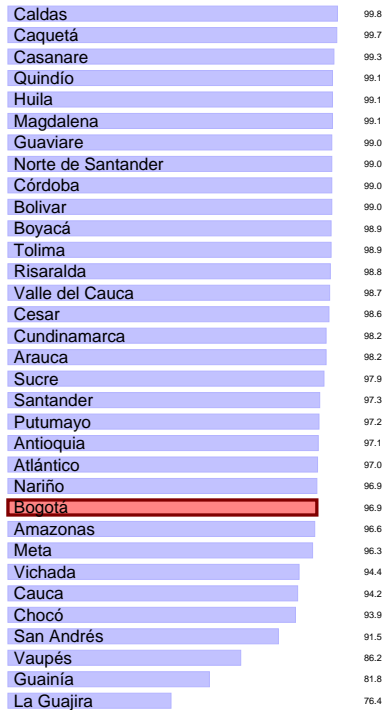 Caldas 99.8
Caquetá 99.7
Casanare 99.3
Quindío 99.1
Huila 99.1
Magdalena 99.1
Guaviare 99.0
Norte de Santander 99.0
Córdoba 99.0
Bolivar 99.0
Boyacá 98.9
Tolima 98.9
Risaralda 98.8
Valle del Cauca 98.7
Cesar 98.6
Cundinamarca 98.2
Arauca 98.2
Sucre 97.9
Santander 97.3
Putumayo 97.2
Antioquia 97.1
Atlántico 97.0
Nariño 96.9
Bogotá 96.9
Amazonas 96.6
Meta 96.3
Vichada 94.4
Cauca 94.2
Chocó 93.9
San Andrés 91.5
Vaupés 86.2
Guainía 81.8
La Guajira 76.4